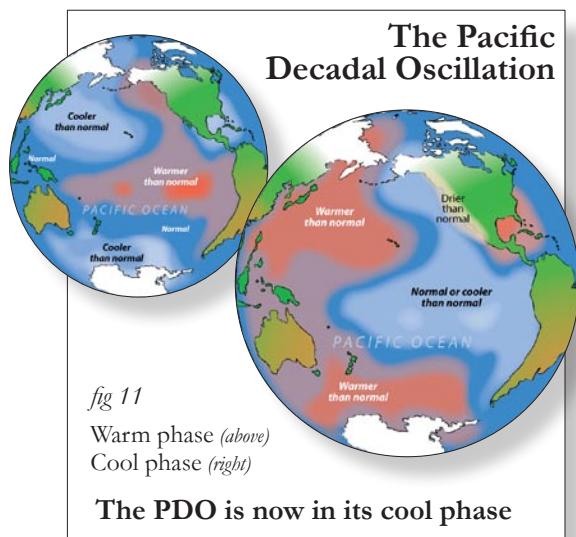 The Pacific
Decadal Oscillation
Cooler
than normal
Normal
Warmer
than normal
PACIFIC OCEAN
Normal
Cooler
than normal
Warmer
than normal
Drier
than
normal
Normal or cooler
than normal
PACIFIC OCEAN
Warmer
than normal
fig 11
Warm phase (above)
Cool phase (right)
The PDO is now in its cool phase